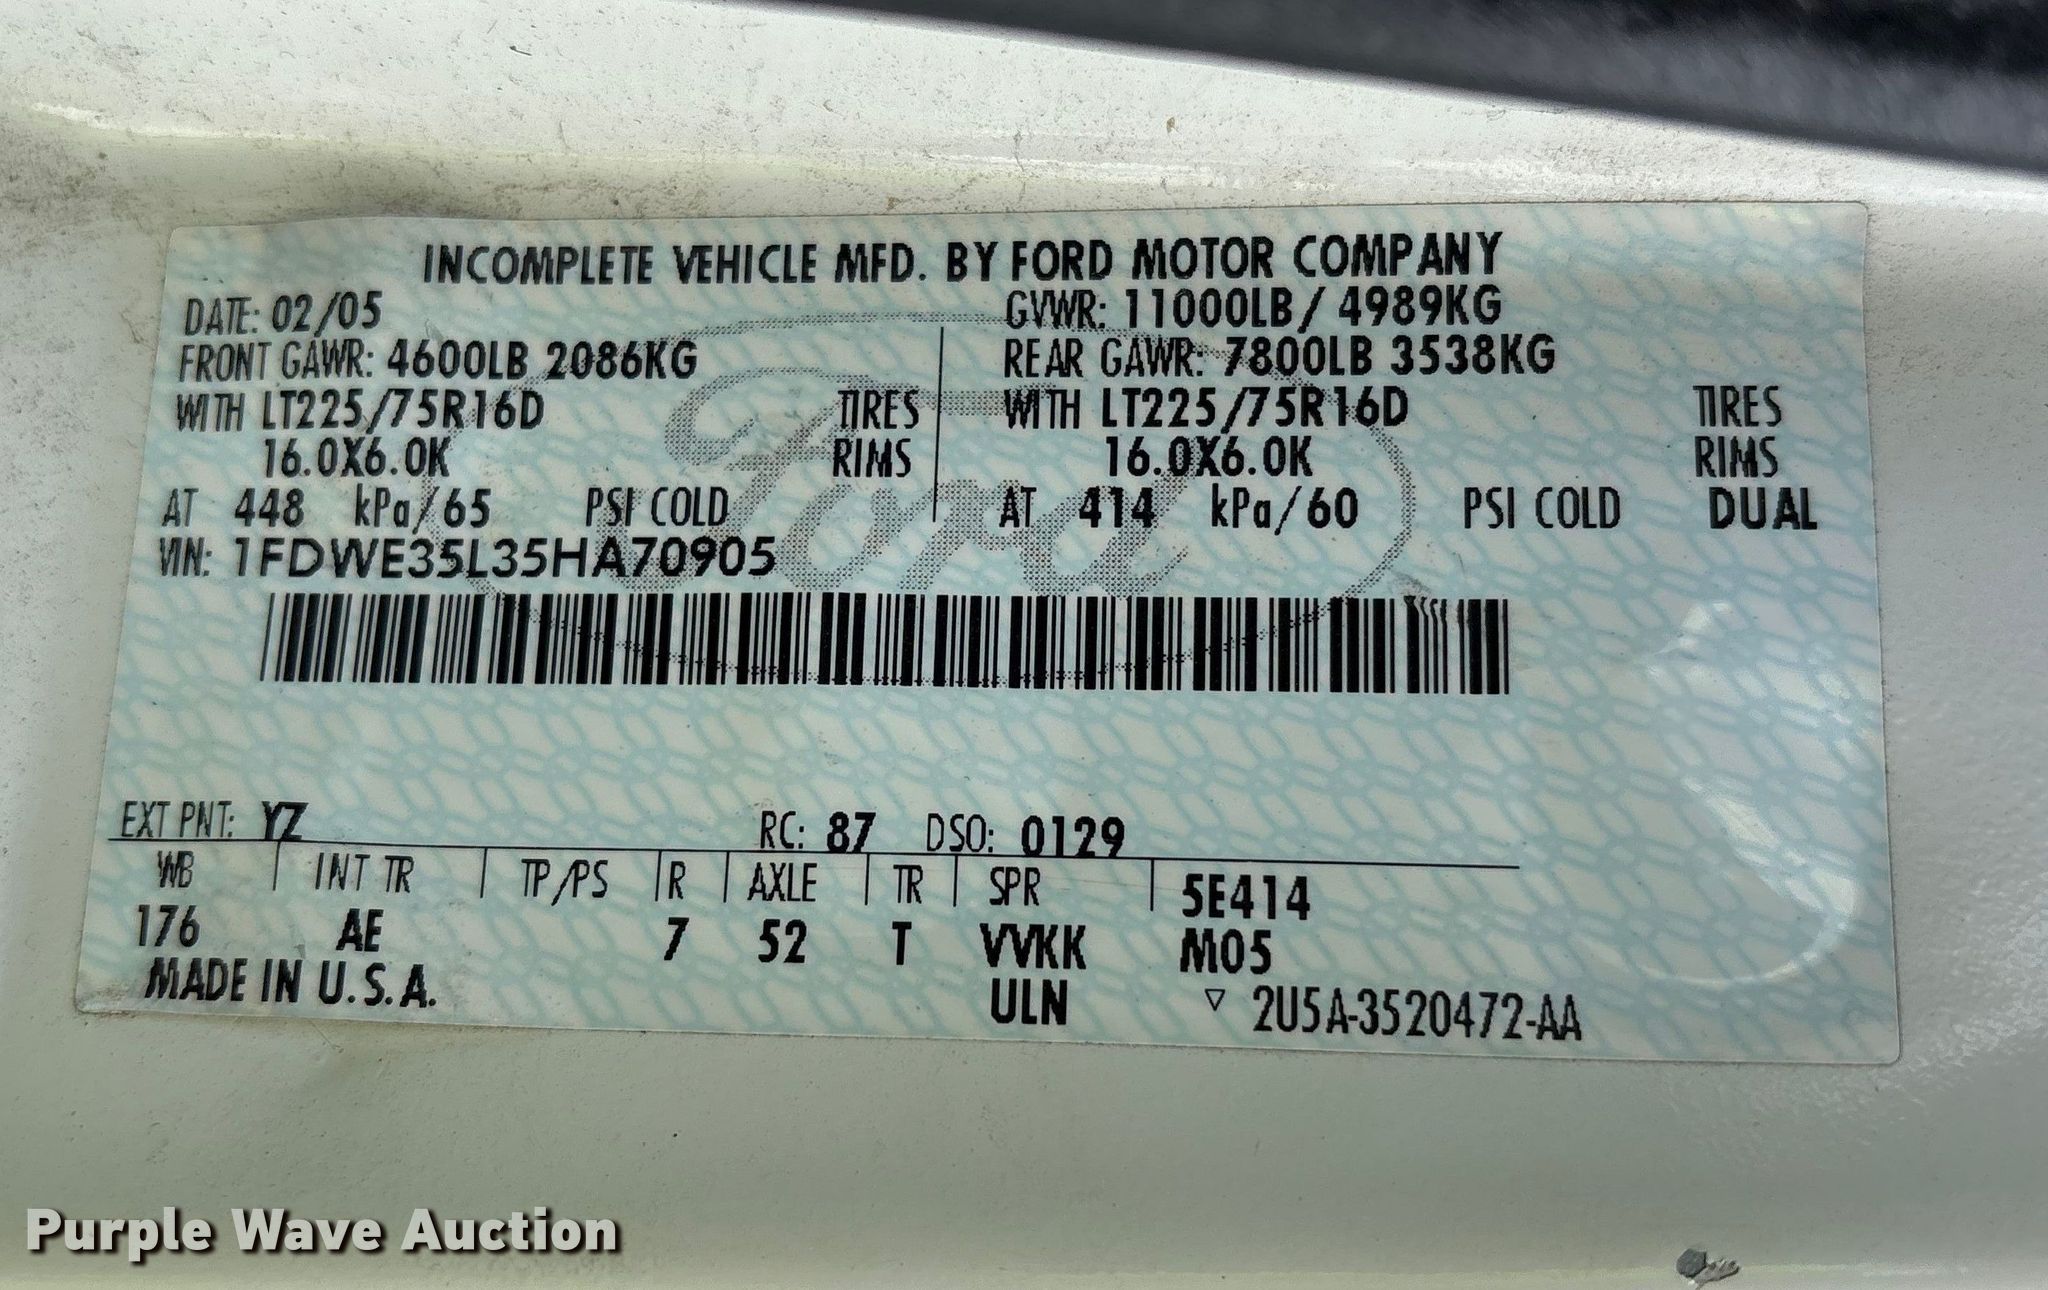 INCOMPLETE VEHICLE MFD. BY FORD MOTOR COMPANY
DATE: 02/05 GVWR: 11000LB/ 4989KG
FRONT GAWR: 4600LB 2086KG REAR GAWR: 7800LB 3538KG
WITH LT225/75R16D TIRES WITH LT225/75R16D TIRES
16.0X6.0K RIMS 16.0X6.0K RIMS
AT 448 kPa/65 PSI COLD AT 414 kPa/60 PSI COLD DUAL
VIN: 1FDWE35L35HA70905
Ford
EXT PNT: YZ RC: 87 DSO: 0129
WB INT TR TP/PS R AXLE TR SPR 5E414
176 AE 7 52 T VVKK M05
MADE IN U.S.A. ULN ▽ 2U5A-3520472-AA
Purple Wave Auction